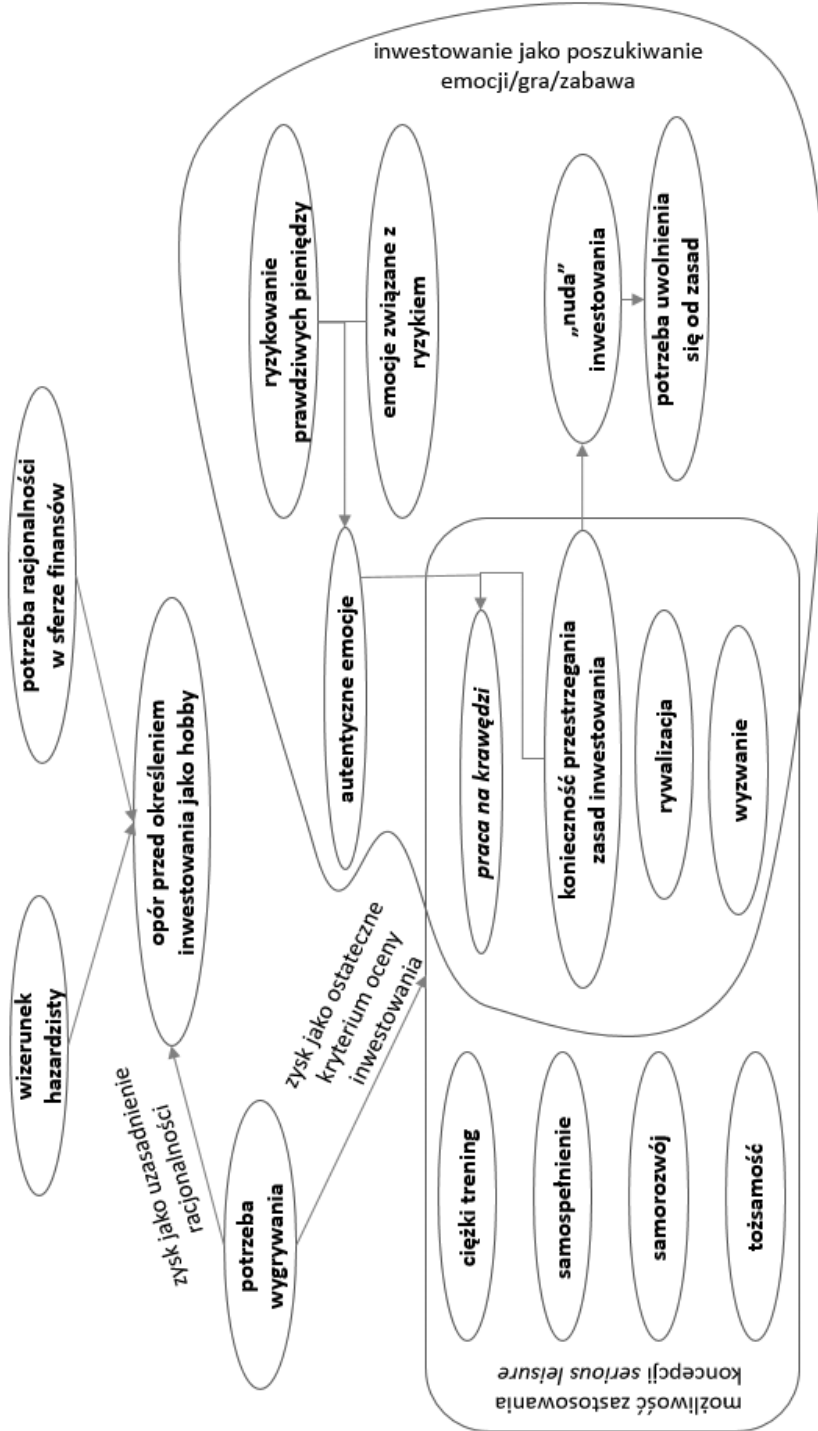 wizerunek
hazardzisty
potrzeba racjonalności
w sferze finansów
opór przed określeniem
inwestowania jako hobby
zysk jako uzasadnienie
racjonalności
potrzeba
wygrywania
zysk jako ostateczne
kryterium oceny
inwestowania
inwestowanie jako poszukiwanie
emocji/gra/zabawa
ryzykowanie
prawdziwych pieniędzy
emocje związane z
ryzykiem
autentyczne emocje
praca na krawędzi
konieczność przestrzegania
zasad inwestowania
„nuda”
inwestowania
potrzeba uwolnienia
się od zasad
rywalizacja
wyzwanie
ciężki trening
samospełnienie
samorozwój
tożsamość
możliwość zastosowania
koncepcji serious leisure